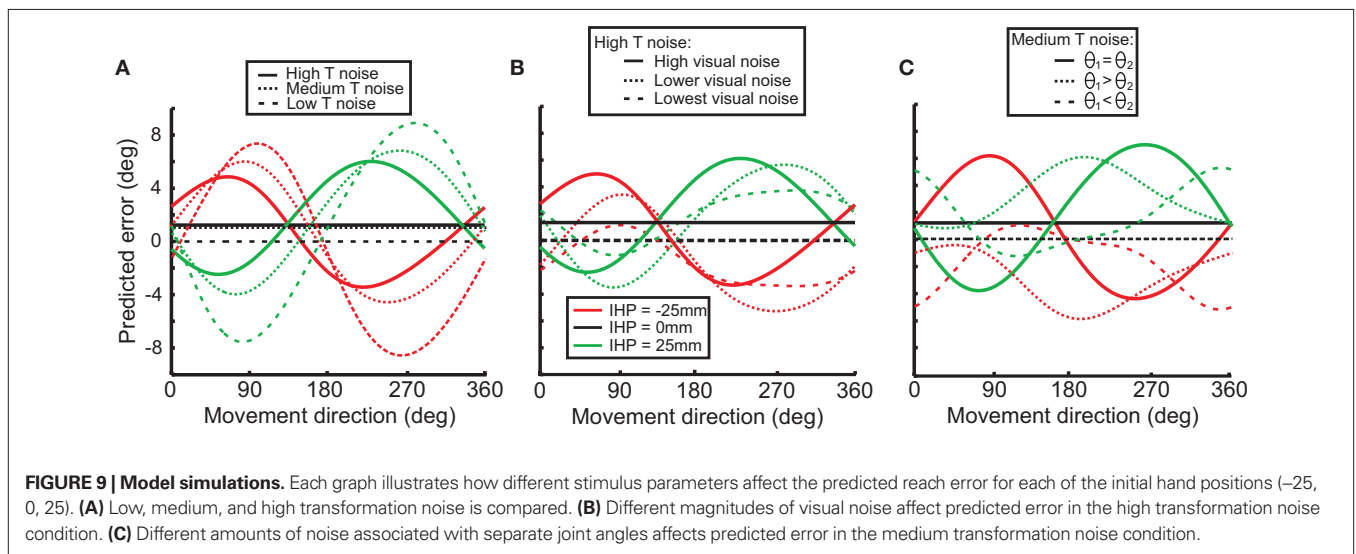 A
High T noise
Medium T noise
Low T noise
Predicted error (deg)
8
4
0
-4
-8
0 90 180 270 360
Movement direction (deg)
B
High T noise:
High visual noise
Lower visual noise
Lowest visual noise
IHP = -25mm
IHP = 0mm
IHP = 25mm
0 90 180 270 360
Movement direction (deg)
C
Medium T noise:
θ₁ = θ₂
θ₁ > θ₂
θ₁ < θ₂
0 90 180 270 360
Movement direction (deg)
FIGURE 9 | Model simulations. Each graph illustrates how different stimulus parameters affect the predicted reach error for each of the initial hand positions (–25,
0, 25). (A) Low, medium, and high transformation noise is compared. (B) Different magnitudes of visual noise affect predicted error in the high transformation noise
condition. (C) Different amounts of noise associated with separate joint angles affects predicted error in the medium transformation noise condition.